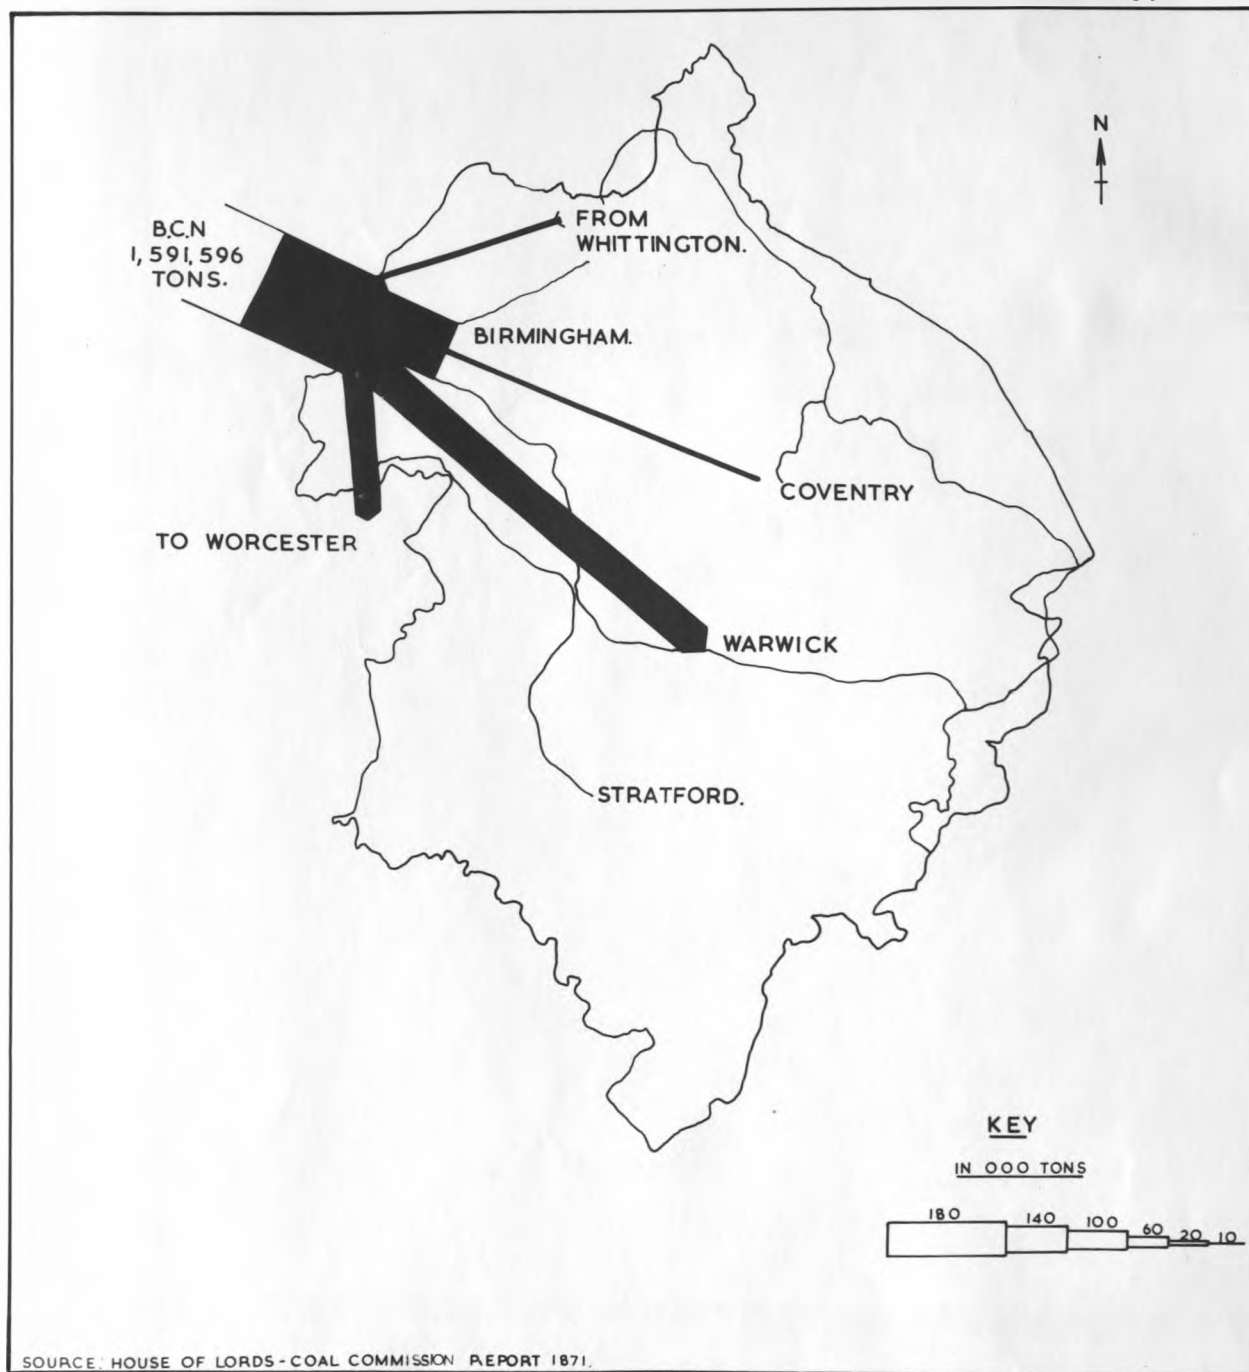 N
B.C.N
1,591,596
TONS.
FROM
WHITTINGTON.
BIRMINGHAM.
COVENTRY
TO WORCESTER
WARWICK
STRATFORD.
KEY
IN 000 TONS
180 140 100 60 20 10
SOURCE: HOUSE OF LORDS - COAL COMMISSION REPORT 1871.